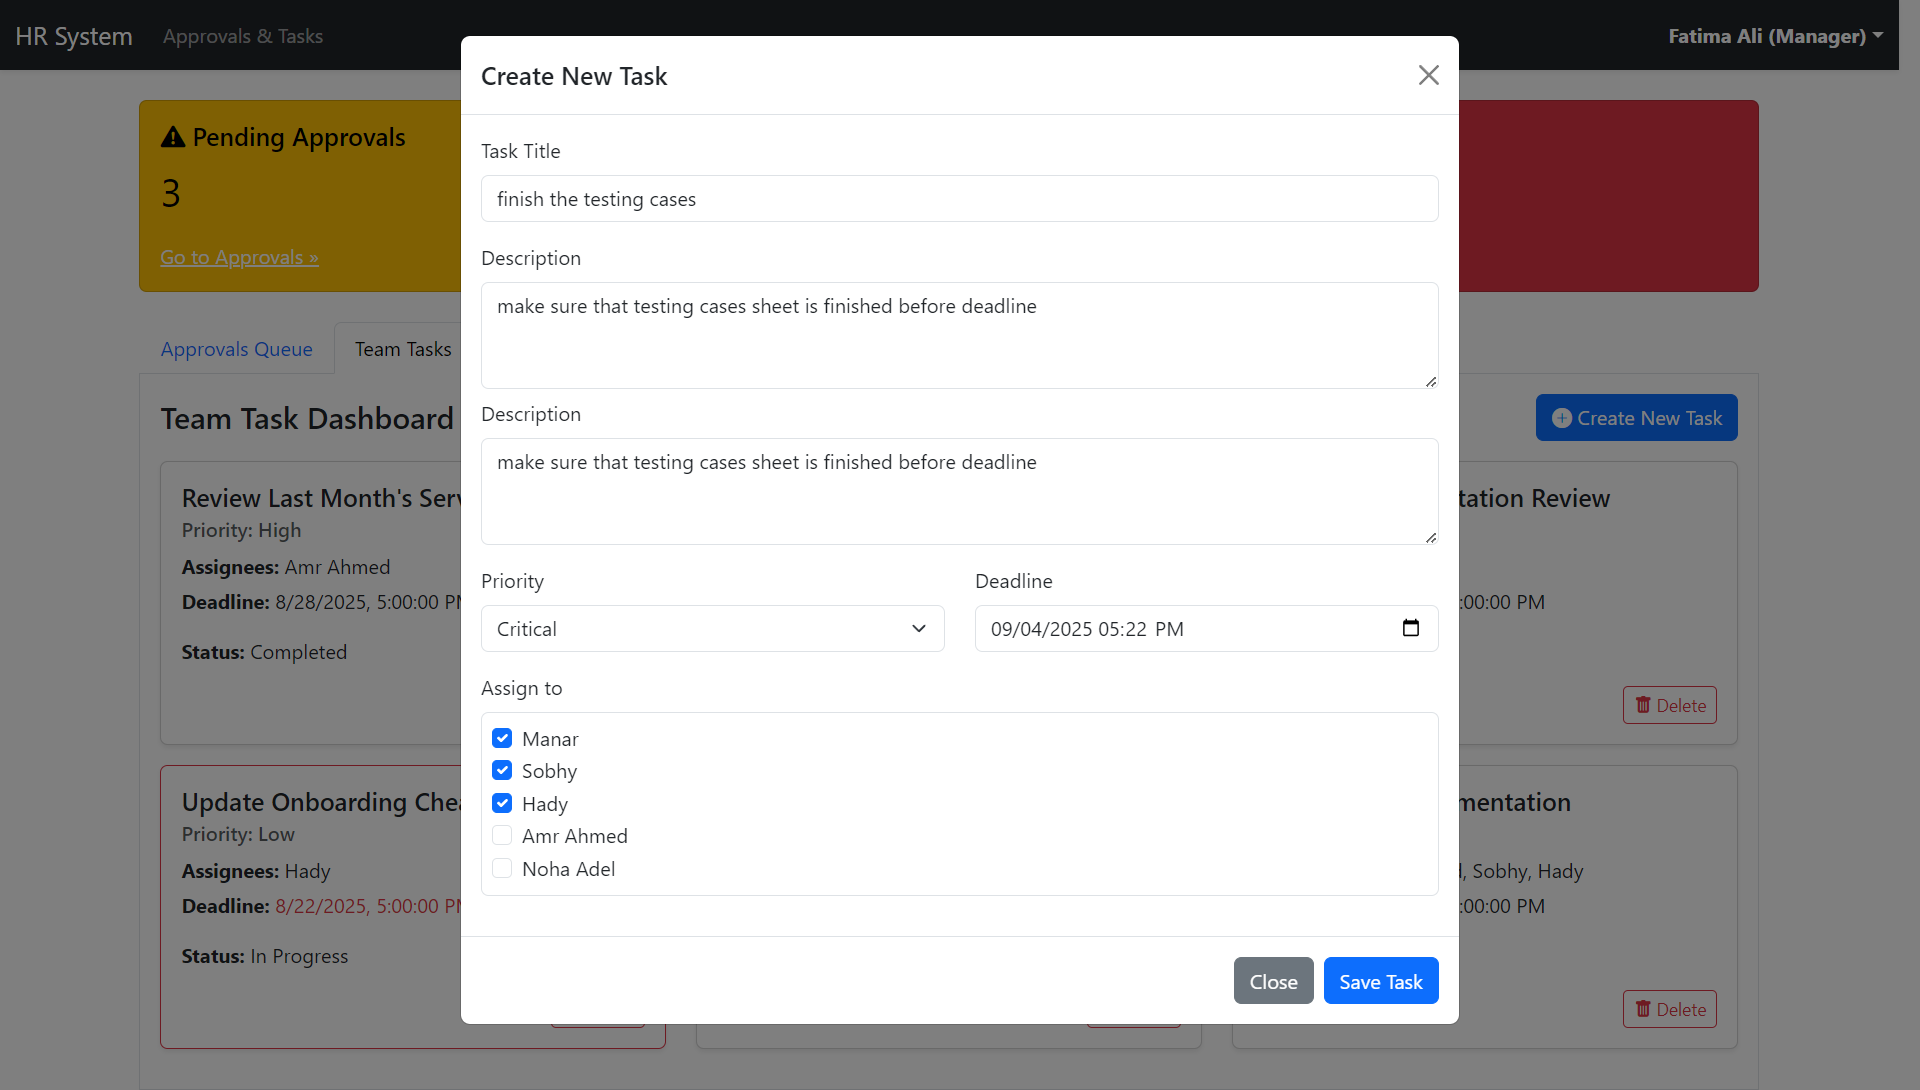 HR System
Approvals & Tasks
Fatima Ali (Manager)
Pending Approvals
3
Go to Approvals »
Approvals Queue
Team Tasks
Team Task Dashboard
Create New Task
Review Last Month's
Priority: High
Assignees: Amr Ahmed
Deadline: 8/28/2025, 5:00:00
Status: Completed
Update Onboarding
Priority: Low
Assignees: Hady
Deadline: 8/22/2025, 5:00:00
Status: In Progress
Create New Task
Task Title
finish the testing cases
Description
make sure that testing cases sheet is finished before deadline
Description
make sure that testing cases sheet is finished before deadline
Priority
Deadline
Critical
09/04/2025 05:22 PM
Assign to
Manar
Sobhy
Hady
Amr Ahmed
Noha Adel
Close
Save Task
Review
:00:00 PM
Delete
, Sobhy, Hady
:00:00 PM
Delete